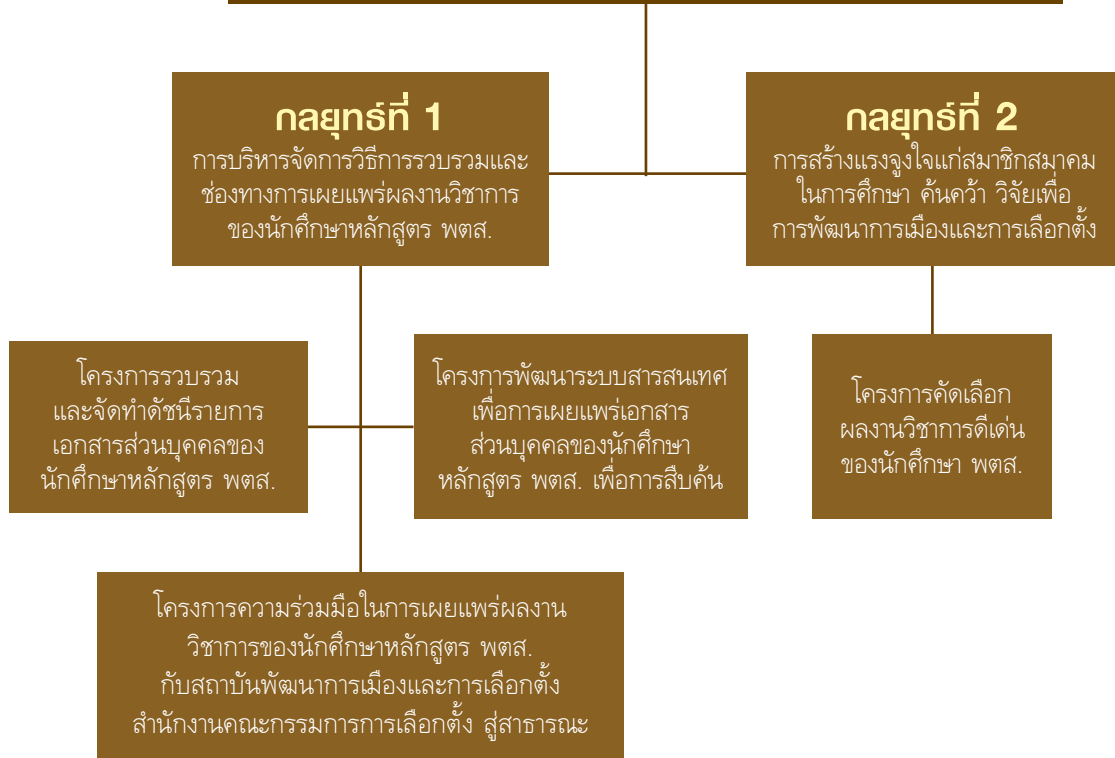 กลยุทธ์ที่ 1
การบริหารจัดการวิธีการรวบรวมและ
ช่องทางการเผยแพร่ผลงานวิชาการ
ของนักศึกษาหลักสูตร พตส.
กลยุทธ์ที่ 2
การสร้างแรงจูงใจแก่สมาชิกสมาคม
ในการศึกษา ค้นคว้า วิจัยเพื่อ
การพัฒนาการเมืองและการเลือกตั้ง
โครงการรวบรวม
และจัดทำดัชนีรายการ
เอกสารส่วนบุคคลของ
นักศึกษาหลักสูตร พตส.
โครงการพัฒนาระบบสารสนเทศ
เพื่อการเผยแพร่เอกสาร
ส่วนบุคคลของนักศึกษา
หลักสูตร พตส. เพื่อการสืบค้น
โครงการคัดเลือก
ผลงานวิชาการดีเด่น
ของนักศึกษา พตส.
โครงการความร่วมมือในการเผยแพร่ผลงาน
วิชาการของนักศึกษาหลักสูตร พตส.
กับสถาบันพัฒนาการเมืองและการเลือกตั้ง
สำนักงานคณะกรรมการการเลือกตั้ง สู่สาธารณะ